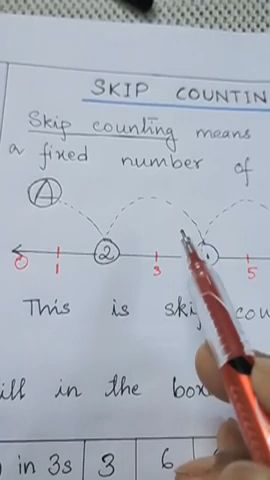 SKIP COUNTIN
Skip counting means
a fixed number of
A
0 1 2 3 5
This is skip cou
ill in the box
in 3s 3 6